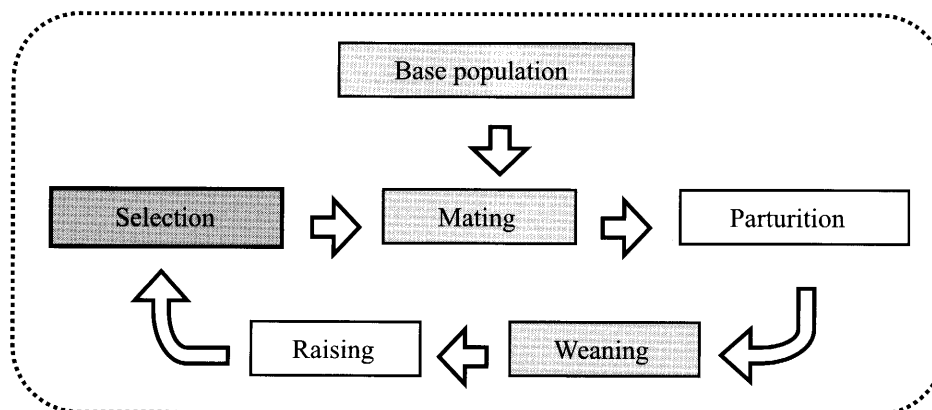 Base population
Selection
Mating
Parturition
Raising
Weaning